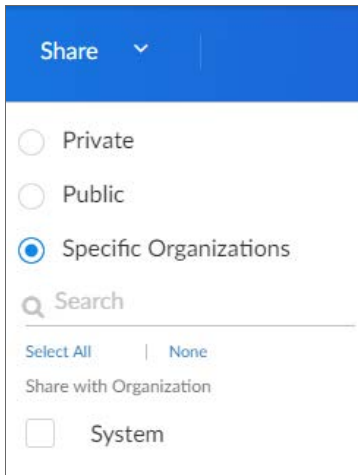 Share
Private
Public
Specific Organizations
Search
Select All | None
Share with Organization
System